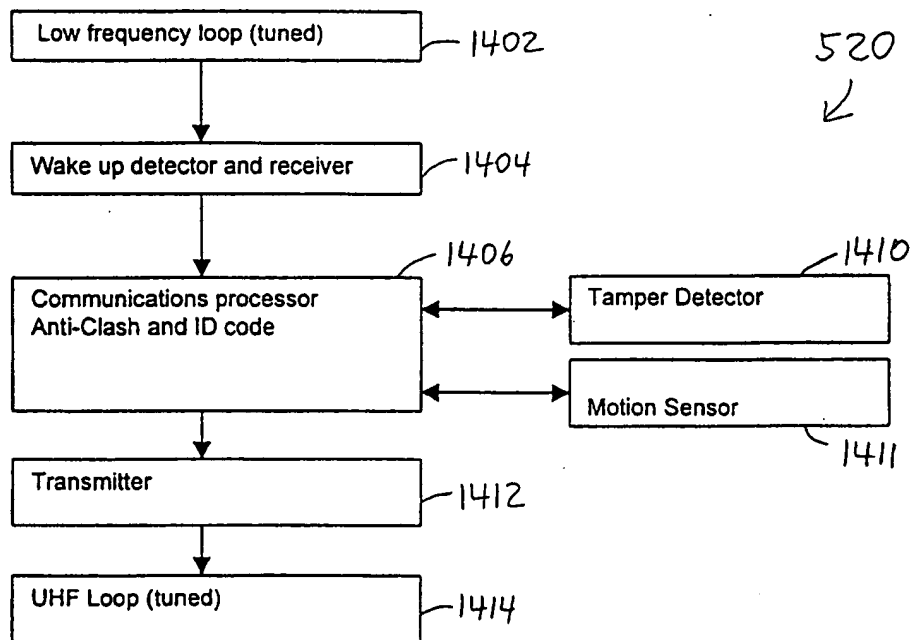 Low frequency loop (tuned)
1402
520
Wake up detector and receiver
1404
1406
1410
Communications processor
Anti-Clash and ID code
Tamper Detector
Motion Sensor
1411
Transmitter
1412
UHF Loop (tuned)
1414